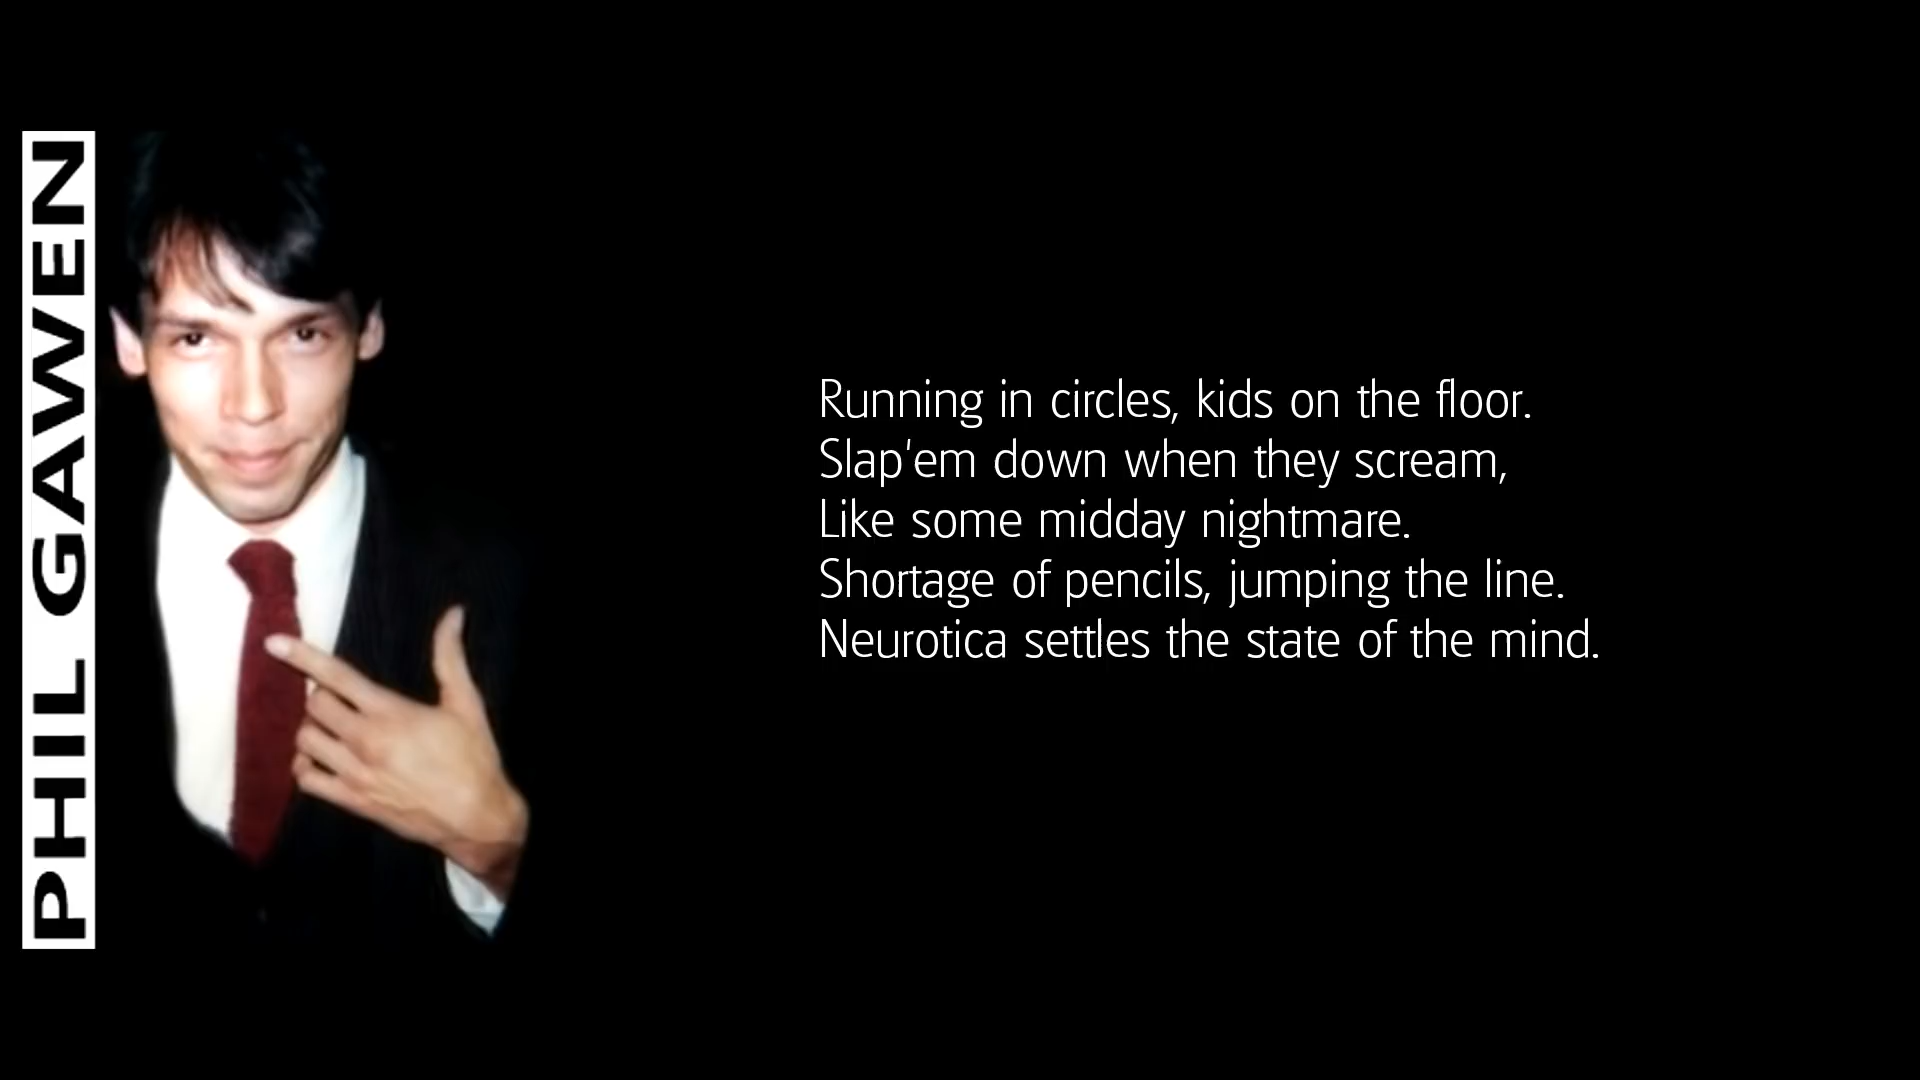 PHIL GAWEN
Running in circles, kids on the floor.
Slap'em down when they scream,
Like some midday nightmare.
Shortage of pencils, jumping the line.
Neurotica settles the state of the mind.